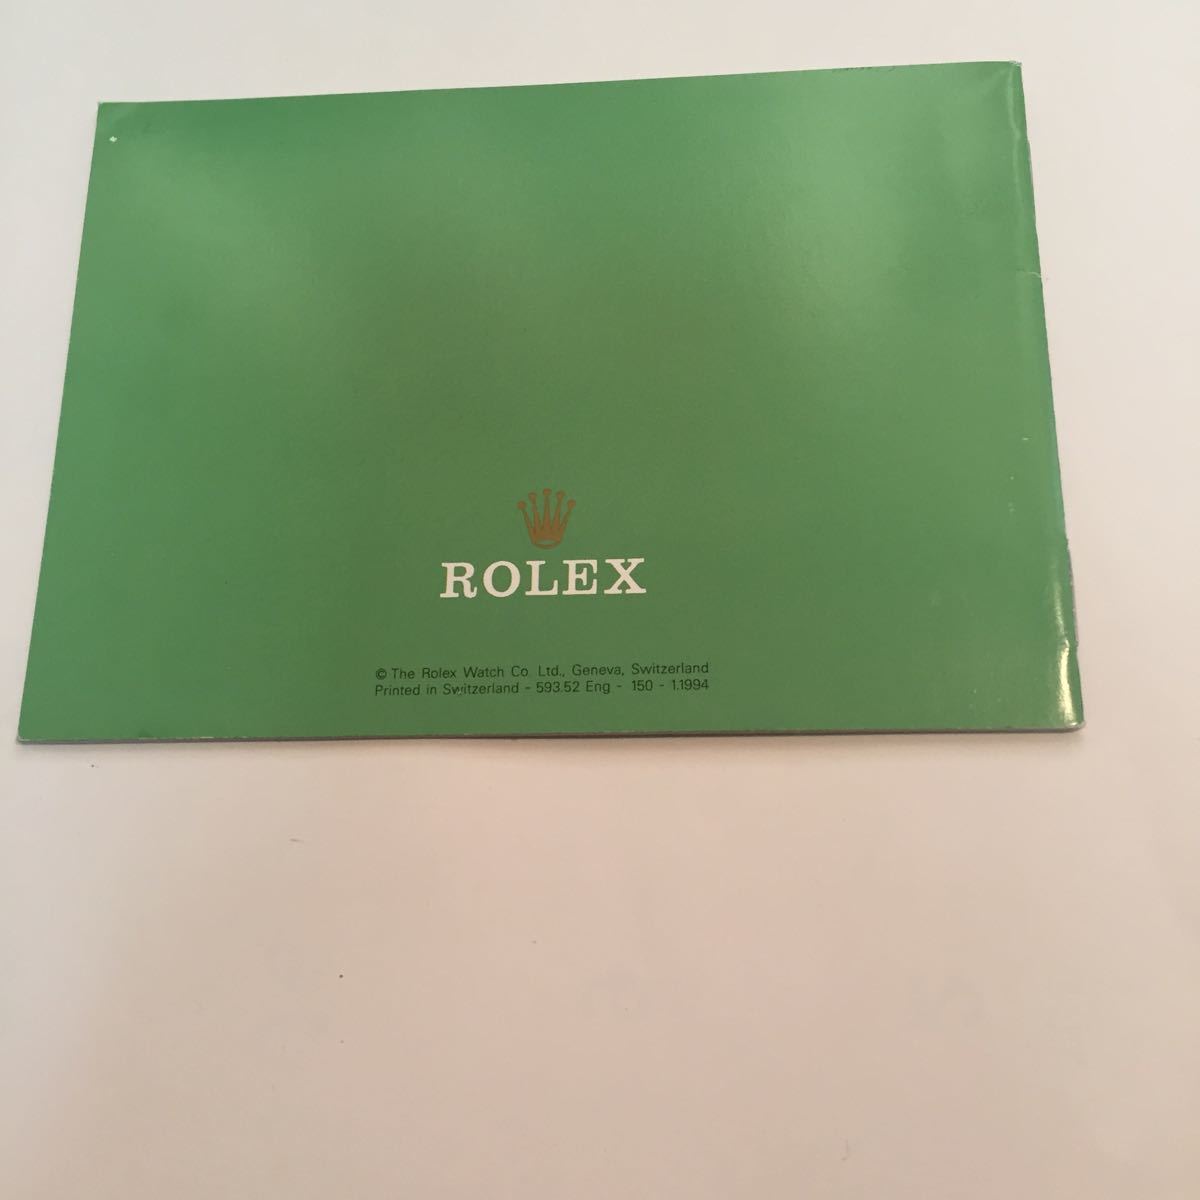 ROLEX
© The Rolex Watch Co. Ltd., Geneva, Switzerland
Printed in Switzerland - 593.52 Eng - 150 - 1.1994